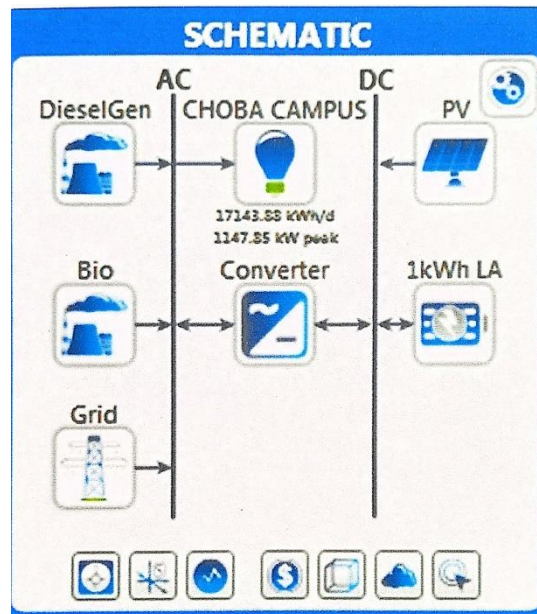 SCHEMATIC
AC DC
DieselGen CHOBA CAMPUS PV
17143.88 kWh/d
1147.85 kW peak
Bio Converter 1kWh LA
Grid